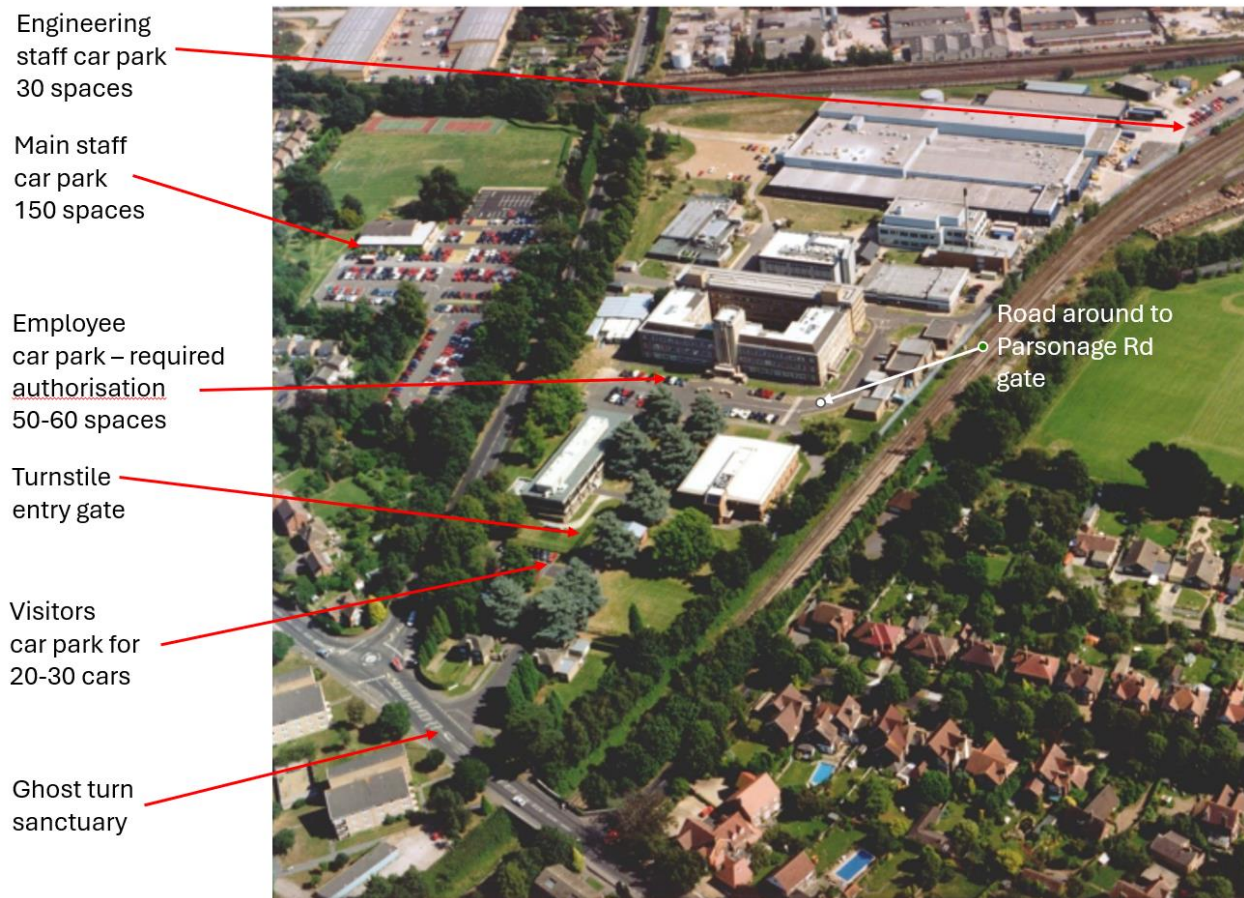 Engineering
staff car park
30 spaces
Main staff
car park
150 spaces
Employee
car park – required
authorisation
50-60 spaces
Turnstile
entry gate
Visitors
car park for
20-30 cars
Ghost turn
sanctuary
Road around to
Parsonage Rd
gate